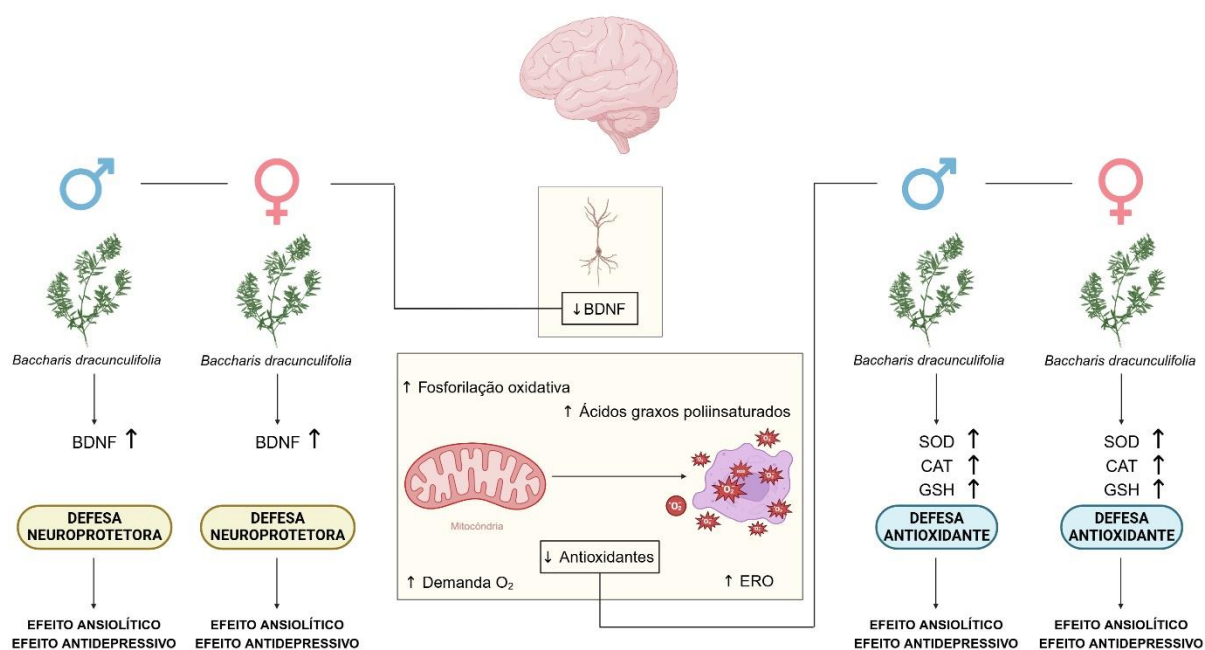 Baccharis dracunculifolia
BDNF ↑
DEFESA
NEUROPROTETORA
EFEITO ANSIOLÍTICO
EFEITO ANTIDEPRESSIVO
Baccharis dracunculifolia
BDNF ↑
DEFESA
NEUROPROTETORA
EFEITO ANSIOLÍTICO
EFEITO ANTIDEPRESSIVO
↓ BDNF
↑ Fosforilação oxidativa
↑ Ácidos graxos poliinsaturados
Mitocôndria
O₂
O₂
↓ Antioxidantes
↑ Demanda O₂
↑ ERO
Baccharis dracunculifolia
SOD ↑
CAT ↑
GSH ↑
DEFESA
ANTIOXIDANTE
EFEITO ANSIOLÍTICO
EFEITO ANTIDEPRESSIVO
Baccharis dracunculifolia
SOD ↑
CAT ↑
GSH ↑
DEFESA
ANTIOXIDANTE
EFEITO ANSIOLÍTICO
EFEITO ANTIDEPRESSIVO